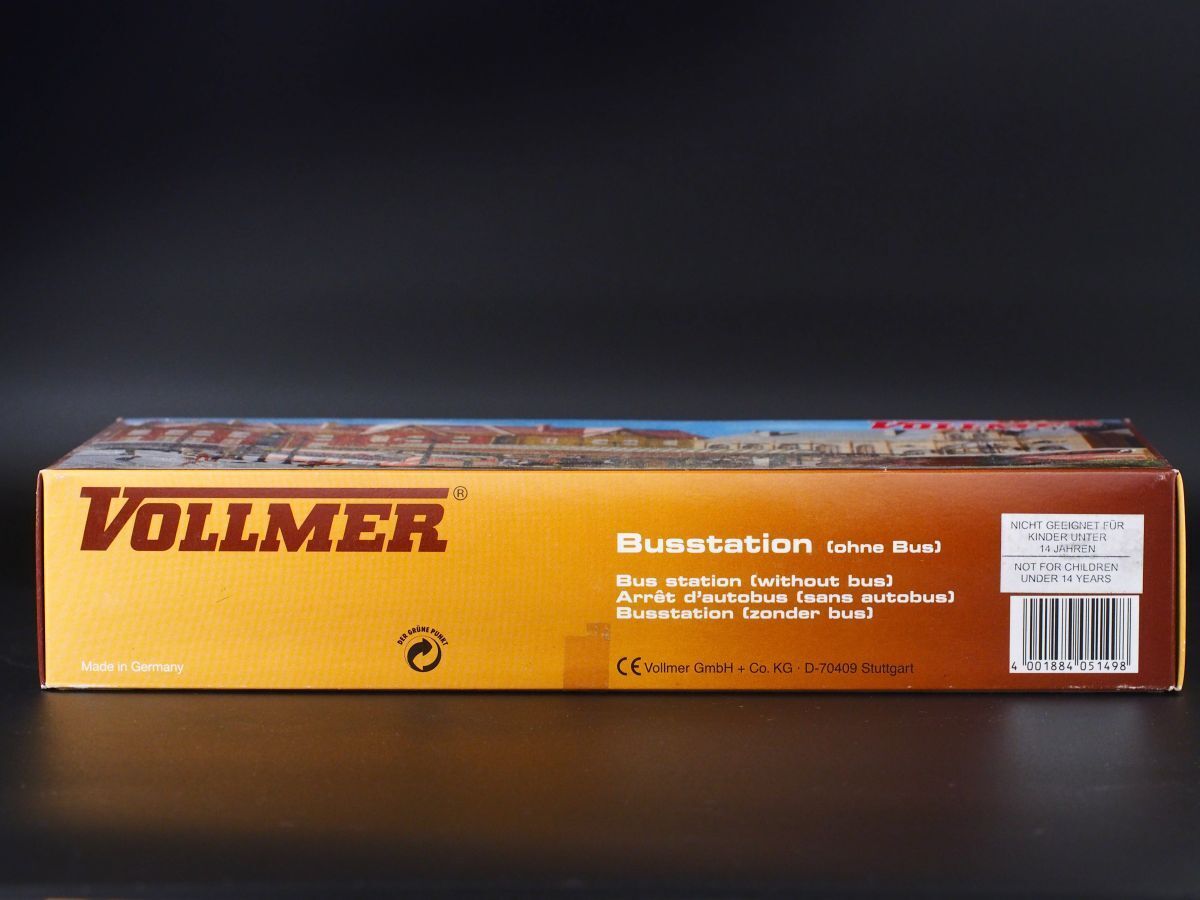 VOLLMER
VOLLMER®
NICHT GEEIGNET FÜR
KINDER UNTER
14 JAHREN
NOT FOR CHILDREN
UNDER 14 YEARS
Busstation (ohne Bus)
Bus station (without bus)
Arrêt d'autobus (sans autobus)
Busstation (zonder bus)
DER GRÜNE PUNKT
Made in Germany
CE Vollmer GmbH + Co. KG · D-70409 Stuttgart
4 001884 051498